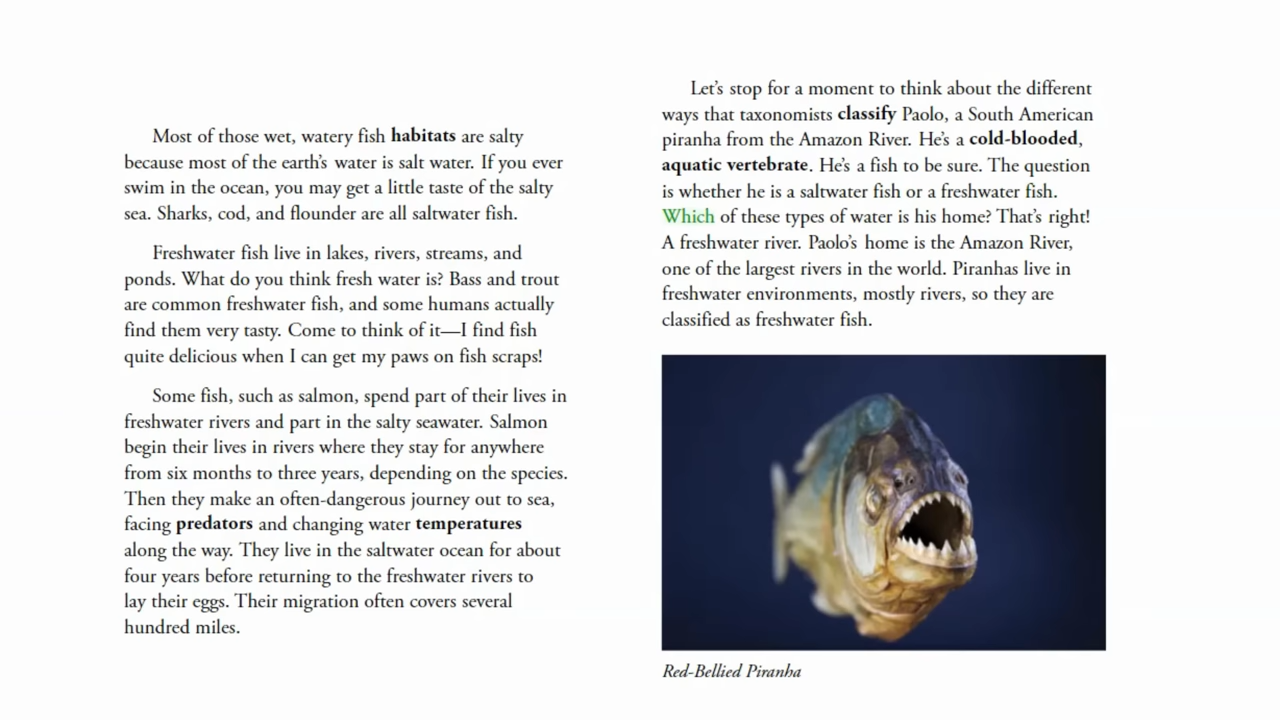 Most of those wet, watery fish habitats are salty
because most of the earth's water is salt water. If you ever
swim in the ocean, you may get a little taste of the salty
sea. Sharks, cod, and flounder are all saltwater fish.
Freshwater fish live in lakes, rivers, streams, and
ponds. What do you think fresh water is? Bass and trout
are common freshwater fish, and some humans actually
find them very tasty. Come to think of it—I find fish
quite delicious when I can get my paws on fish scraps!
Some fish, such as salmon, spend part of their lives in
freshwater rivers and part in the salty seawater. Salmon
begin their lives in rivers where they stay for anywhere
from six months to three years, depending on the species.
Then they make an often-dangerous journey out to sea,
facing predators and changing water temperatures
along the way. They live in the saltwater ocean for about
four years before returning to the freshwater rivers to
lay their eggs. Their migration often covers several
hundred miles.
Let's stop for a moment to think about the different
ways that taxonomists classify Paolo, a South American
piranha from the Amazon River. He's a cold-blooded,
aquatic vertebrate. He's a fish to be sure. The question
is whether he is a saltwater fish or a freshwater fish.
Which of these types of water is his home? That's right!
A freshwater river. Paolo's home is the Amazon River,
one of the largest rivers in the world. Piranhas live in
freshwater environments, mostly rivers, so they are
classified as freshwater fish.
Red-Bellied Piranha